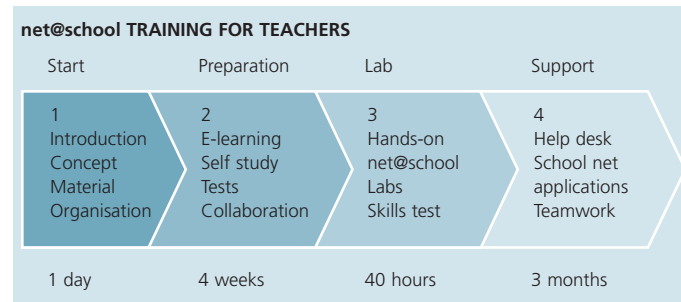 net@school TRAINING FOR TEACHERS
Start
Preparation
Lab
Support
1
Introduction
Concept
Material
Organisation
2
E-learning
Self study
Tests
Collaboration
3
Hands-on
net@school
Labs
Skills test
4
Help desk
School net
applications
Teamwork
1 day
4 weeks
40 hours
3 months